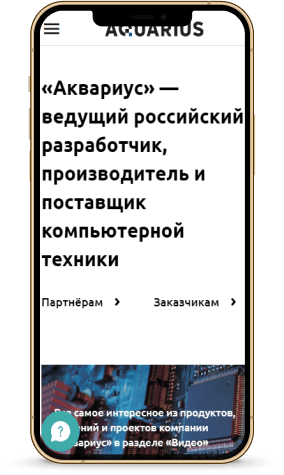 AQUARIUS
«Аквариус» —
ведущий российский
разработчик,
производитель и
поставщик
компьютерной
техники
Партнёрам Заказчикам
самое интересное из продуктов,
и проектов компании
в разделе «Видео»